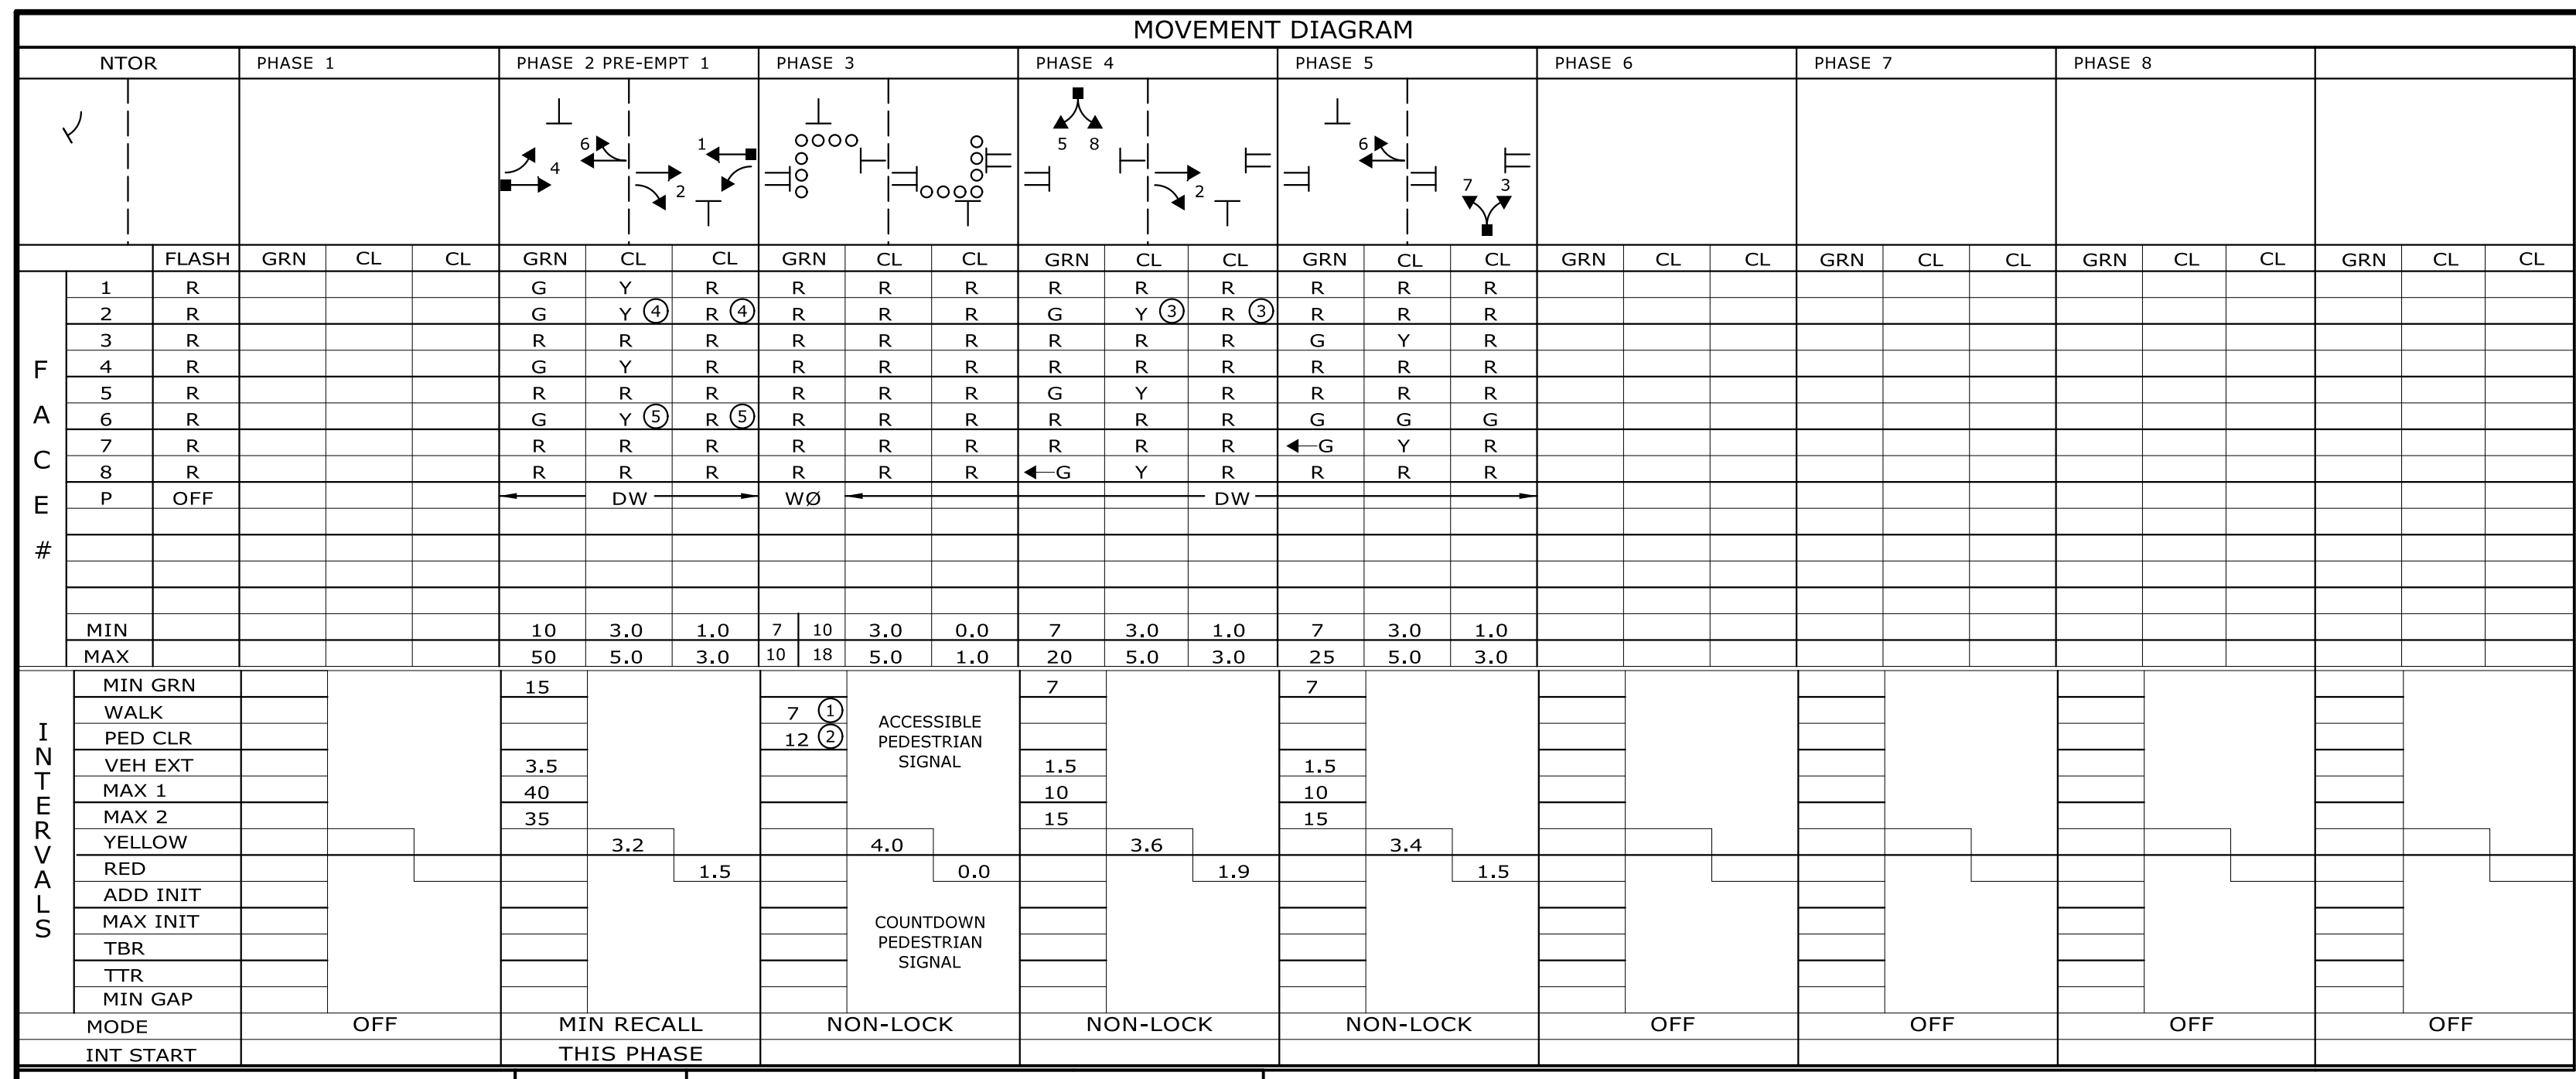 MOVEMENT DIAGRAM
NTOR PHASE 1 PHASE 2 PRE-EMPT 1 PHASE 3 PHASE 4 PHASE 5 PHASE 6 PHASE 7 PHASE 8
5 8
6 1 6
4
2 2 7 3
FLASH GRN CL CL GRN CL CL GRN CL CL GRN CL CL GRN CL CL GRN CL CL GRN CL CL GRN CL CL GRN CL CL
FACE #
1 R G Y R R R R R R R R R R
2 R G Y ④ R ④ R R R G Y ③ R ③ R R R
3 R R R R R R R R R R G Y R
4 R G Y R R R R R R R R R R
5 R R R R R R R G Y R R R R
6 R G Y ⑤ R ⑤ R R R R R R G G G
7 R R R R R R R R R R ←G Y R
8 R R R R R R R ←G Y R R R R
P OFF DW WØ DW
MIN 10 3.0 1.0 7 10 3.0 0.0 7 3.0 1.0 7 3.0 1.0
MAX 50 5.0 3.0 10 18 5.0 1.0 20 5.0 3.0 25 5.0 3.0
INTERVALS
MIN GRN 15 7 7
WALK 7 ①
PED CLR 12 ②
ACCESSIBLE
PEDESTRIAN
SIGNAL
VEH EXT 3.5 1.5 1.5
MAX 1 40 10 10
MAX 2 35 15 15
YELLOW 3.2 4.0 3.6 3.4
RED 1.5 0.0 1.9 1.5
ADD INIT
MAX INIT
TBR
TTR
MIN GAP
COUNTDOWN
PEDESTRIAN
SIGNAL
MODE OFF MIN RECALL NON-LOCK NON-LOCK NON-LOCK OFF OFF OFF OFF
INT START THIS PHASE